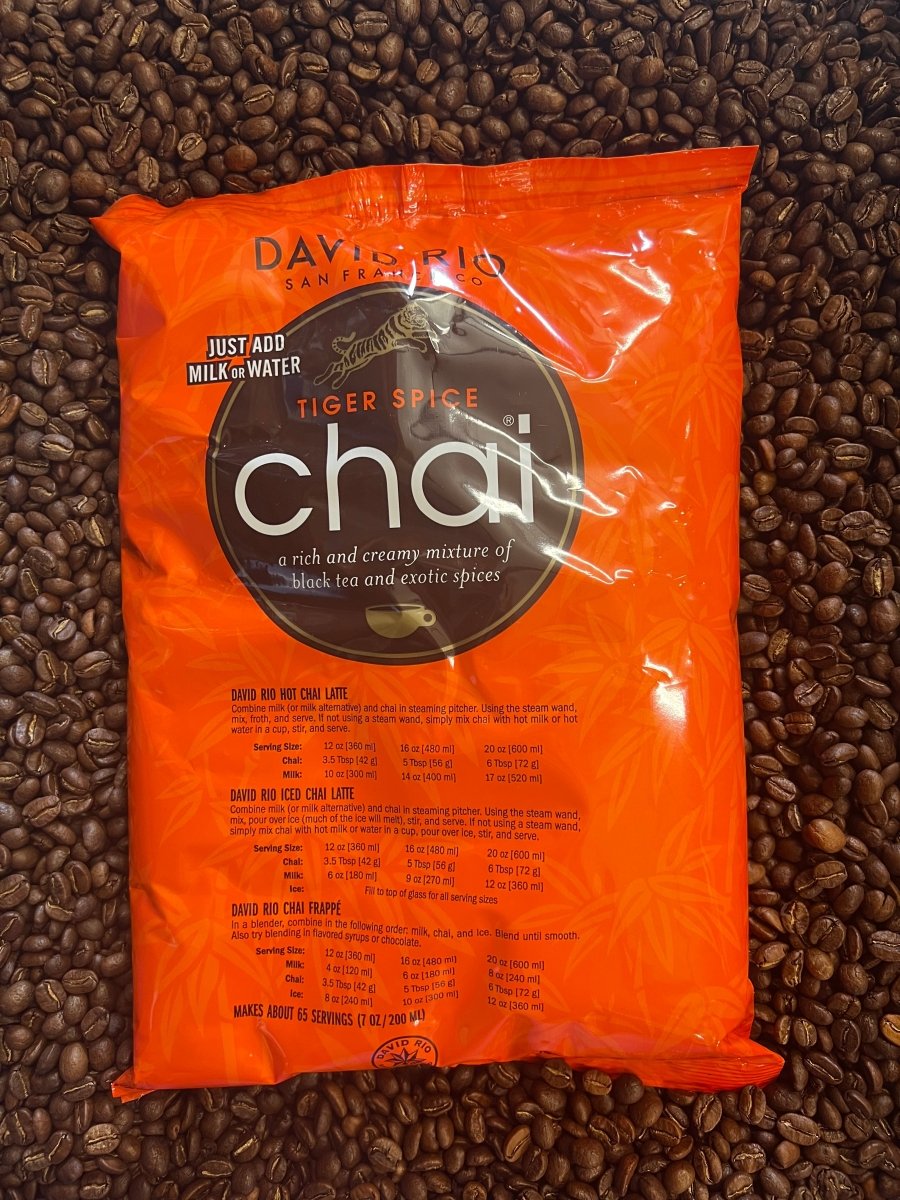 DAVID RIO
SAN FRANCISCO
JUST ADD
MILK OR WATER
TIGER SPICE
chai®
a rich and creamy mixture of
black tea and exotic spices
DAVID RIO HOT CHAI LATTE
Combine milk (or milk alternative) and chai in steaming pitcher. Using the steam wand,
mix, froth, and serve. If not using a steam wand, simply mix chai with hot milk or hot
water in a cup, stir, and serve.
Serving Size: 12 oz [360 ml] 16 oz [480 ml] 20 oz [600 ml]
Chai: 3.5 Tbsp [42 g] 5 Tbsp [56 g] 6 Tbsp [72 g]
Milk: 10 oz [300 ml] 14 oz [400 ml] 17 oz [520 ml]
DAVID RIO ICED CHAI LATTE
Combine milk (or milk alternative) and chai in steaming pitcher. Using the steam wand,
mix, pour over ice (much of the ice will melt), stir, and serve. If not using a steam wand,
simply mix chai with hot milk or water in a cup, pour over ice, stir, and serve.
Serving Size: 12 oz [360 ml] 16 oz [480 ml] 20 oz [600 ml]
Chai: 3.5 Tbsp [42 g] 5 Tbsp [56 g] 6 Tbsp [72 g]
Milk: 6 oz [180 ml] 9 oz [270 ml] 12 oz [360 ml]
Ice: Fill to top of glass for all serving sizes
DAVID RIO CHAI FRAPPÉ
In a blender, combine in the following order: milk, chai, and ice. Blend until smooth.
Also try blending in flavored syrups or chocolate.
Serving Size: 12 oz [360 ml] 16 oz [480 ml] 20 oz [600 ml]
Milk: 4 oz [120 ml] 6 oz [180 ml] 8 oz [240 ml]
Chai: 3.5 Tbsp [42 g] 5 Tbsp [56 g] 6 Tbsp [72 g]
Ice: 8 oz [240 ml] 10 oz [300 ml] 12 oz [360 ml]
MAKES ABOUT 65 SERVINGS (7 OZ / 200 ML)
DAVID RIO